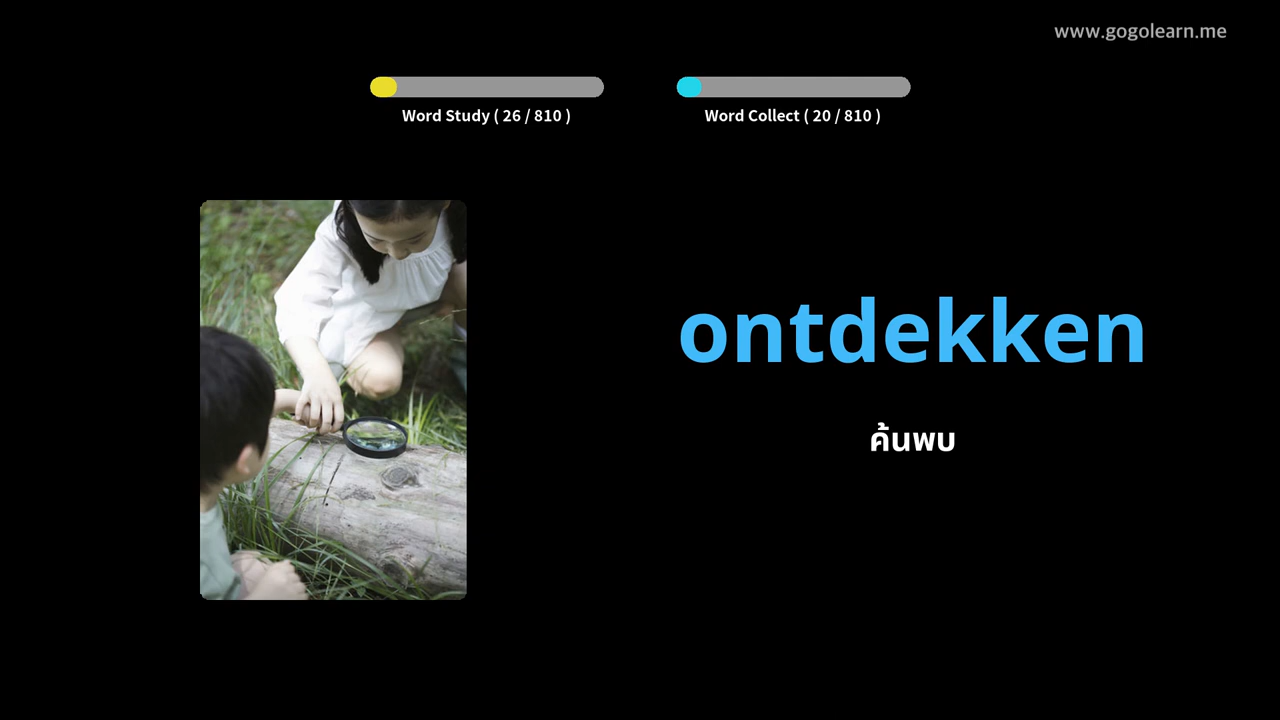 www.gogolearn.me
Word Study ( 26 / 810 )
Word Collect ( 20 / 810 )
ontdekken
ค้นพบ